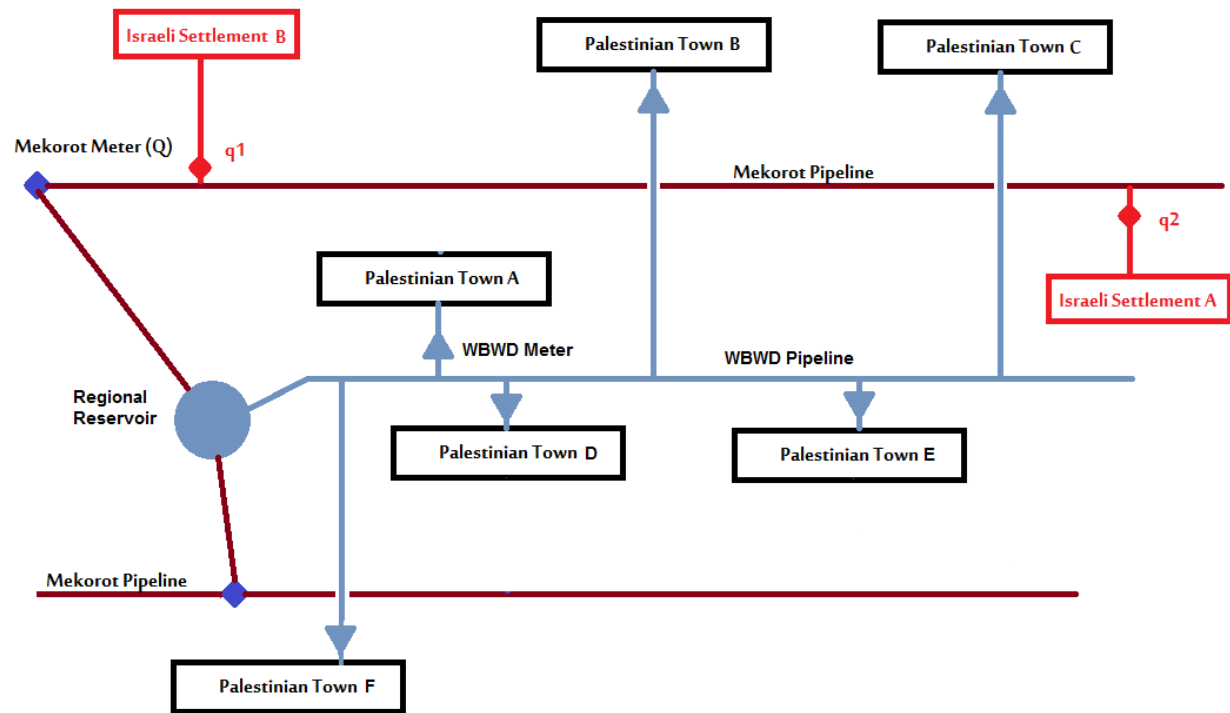 Israeli Settlement B
Palestinian Town B
Palestinian Town C
Mekorot Meter (Q)
q1
Mekorot Pipeline
q2
Palestinian Town A
Israeli Settlement A
WBWD Meter
WBWD Pipeline
Regional
Reservoir
Palestinian Town D
Palestinian Town E
Mekorot Pipeline
Palestinian Town F